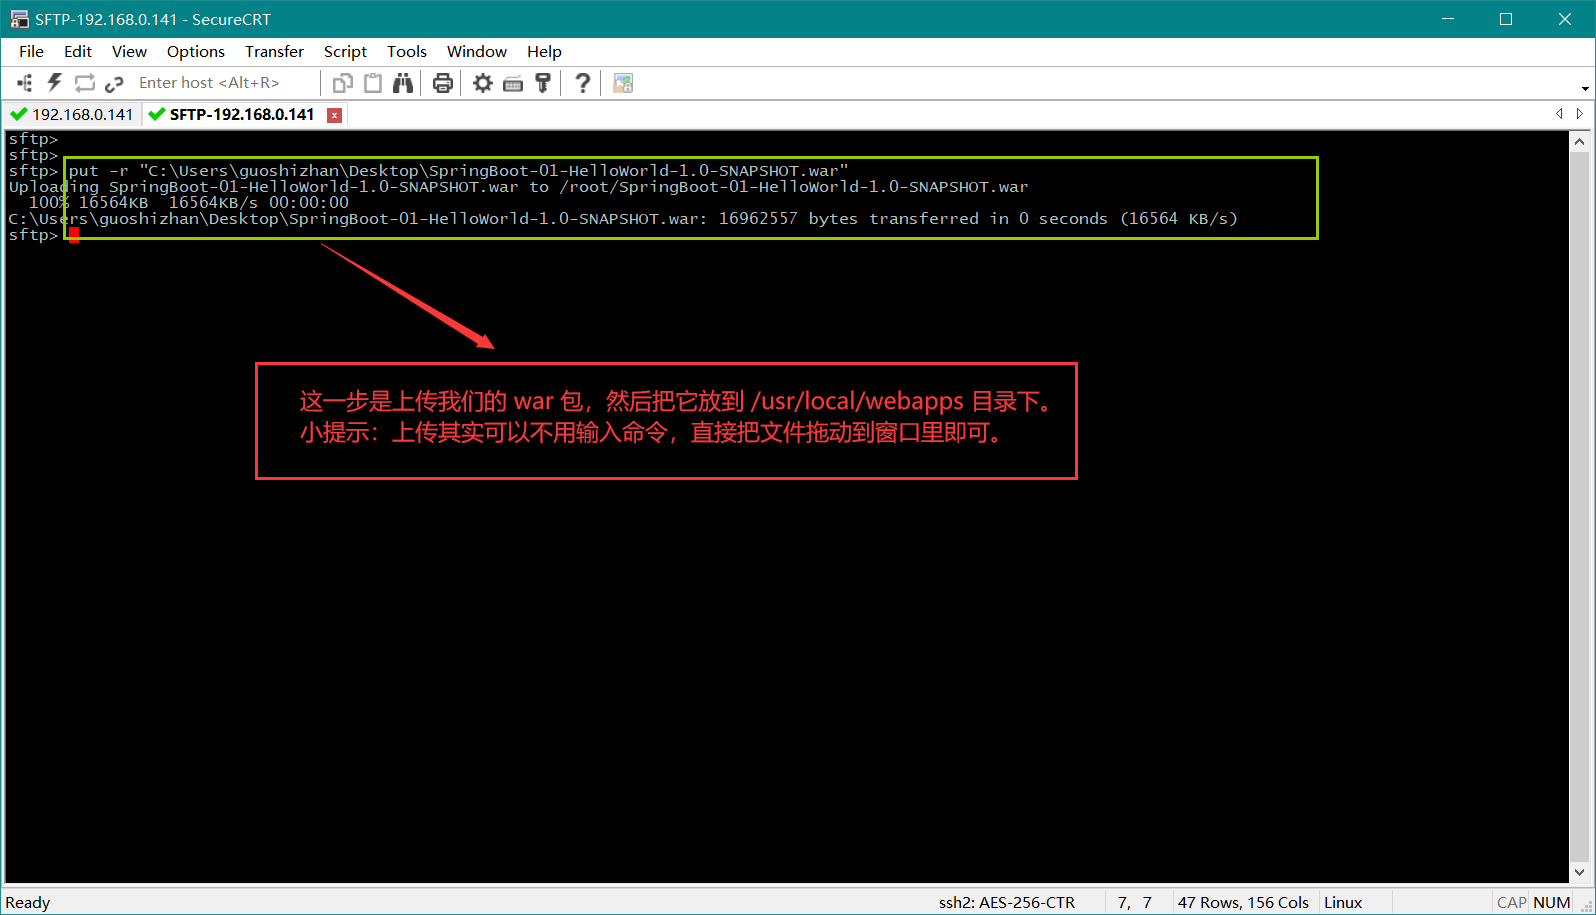 SFTP-192.168.0.141 - SecureCRT
File Edit View Options Transfer Script Tools Window Help
Enter host <Alt+R>
192.168.0.141 SFTP-192.168.0.141
sftp>
sftp>
sftp> put -r "C:\Users\guoshizhan\Desktop\SpringBoot-01-HelloWorld-1.0-SNAPSHOT.war"
Uploading SpringBoot-01-HelloWorld-1.0-SNAPSHOT.war to /root/SpringBoot-01-HelloWorld-1.0-SNAPSHOT.war
100% 16564KB 16564KB/s 00:00:00
C:\Users\guoshizhan\Desktop\SpringBoot-01-HelloWorld-1.0-SNAPSHOT.war: 16962557 bytes transferred in 0 seconds (16564 KB/s)
sftp>
这一步是上传我们的 war 包，然后把它放到 /usr/local/webapps 目录下。
小提示：上传其实可以不用输入命令，直接把文件拖动到窗口里即可。
Ready ssh2: AES-256-CTR 7, 7 47 Rows, 156 Cols Linux CAP NUM